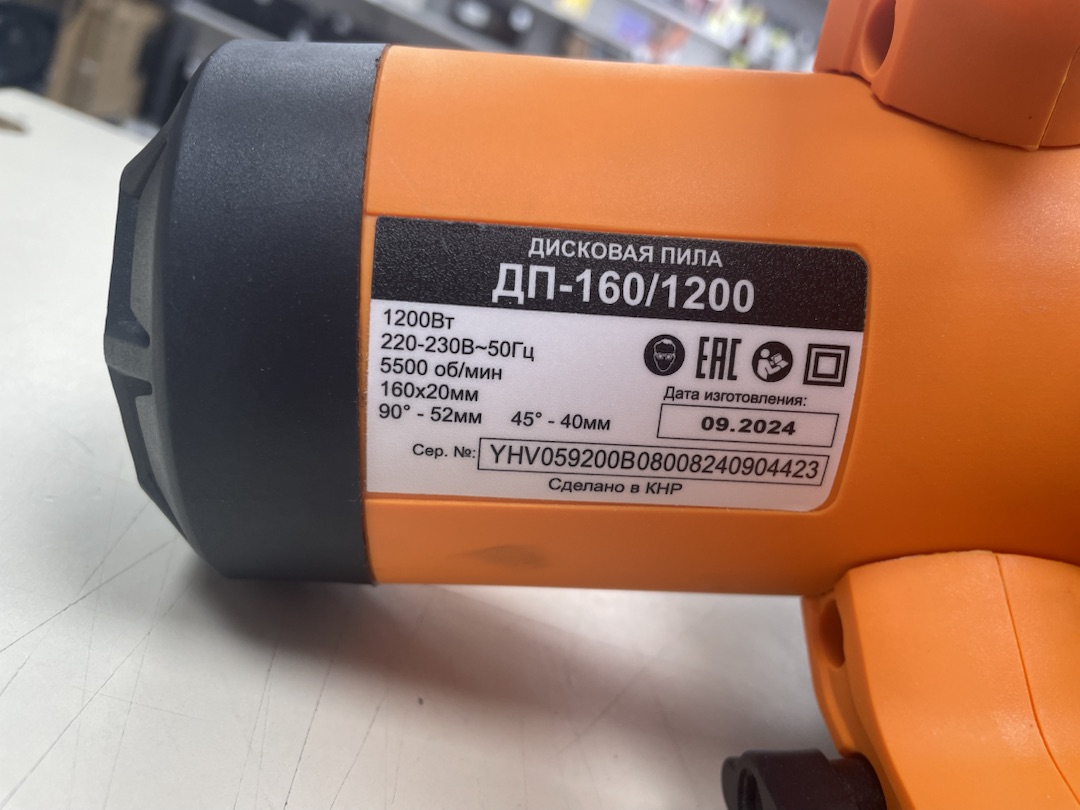 ДИСКОВАЯ ПИЛА
ДП-160/1200
1200Вт
220-230В~50Гц
5500 об/мин
160х20мм
90° - 52мм 45° - 40мм
EAC
Дата изготовления:
09.2024
Сер. №: YHV059200B08008240904423
Сделано в КНР